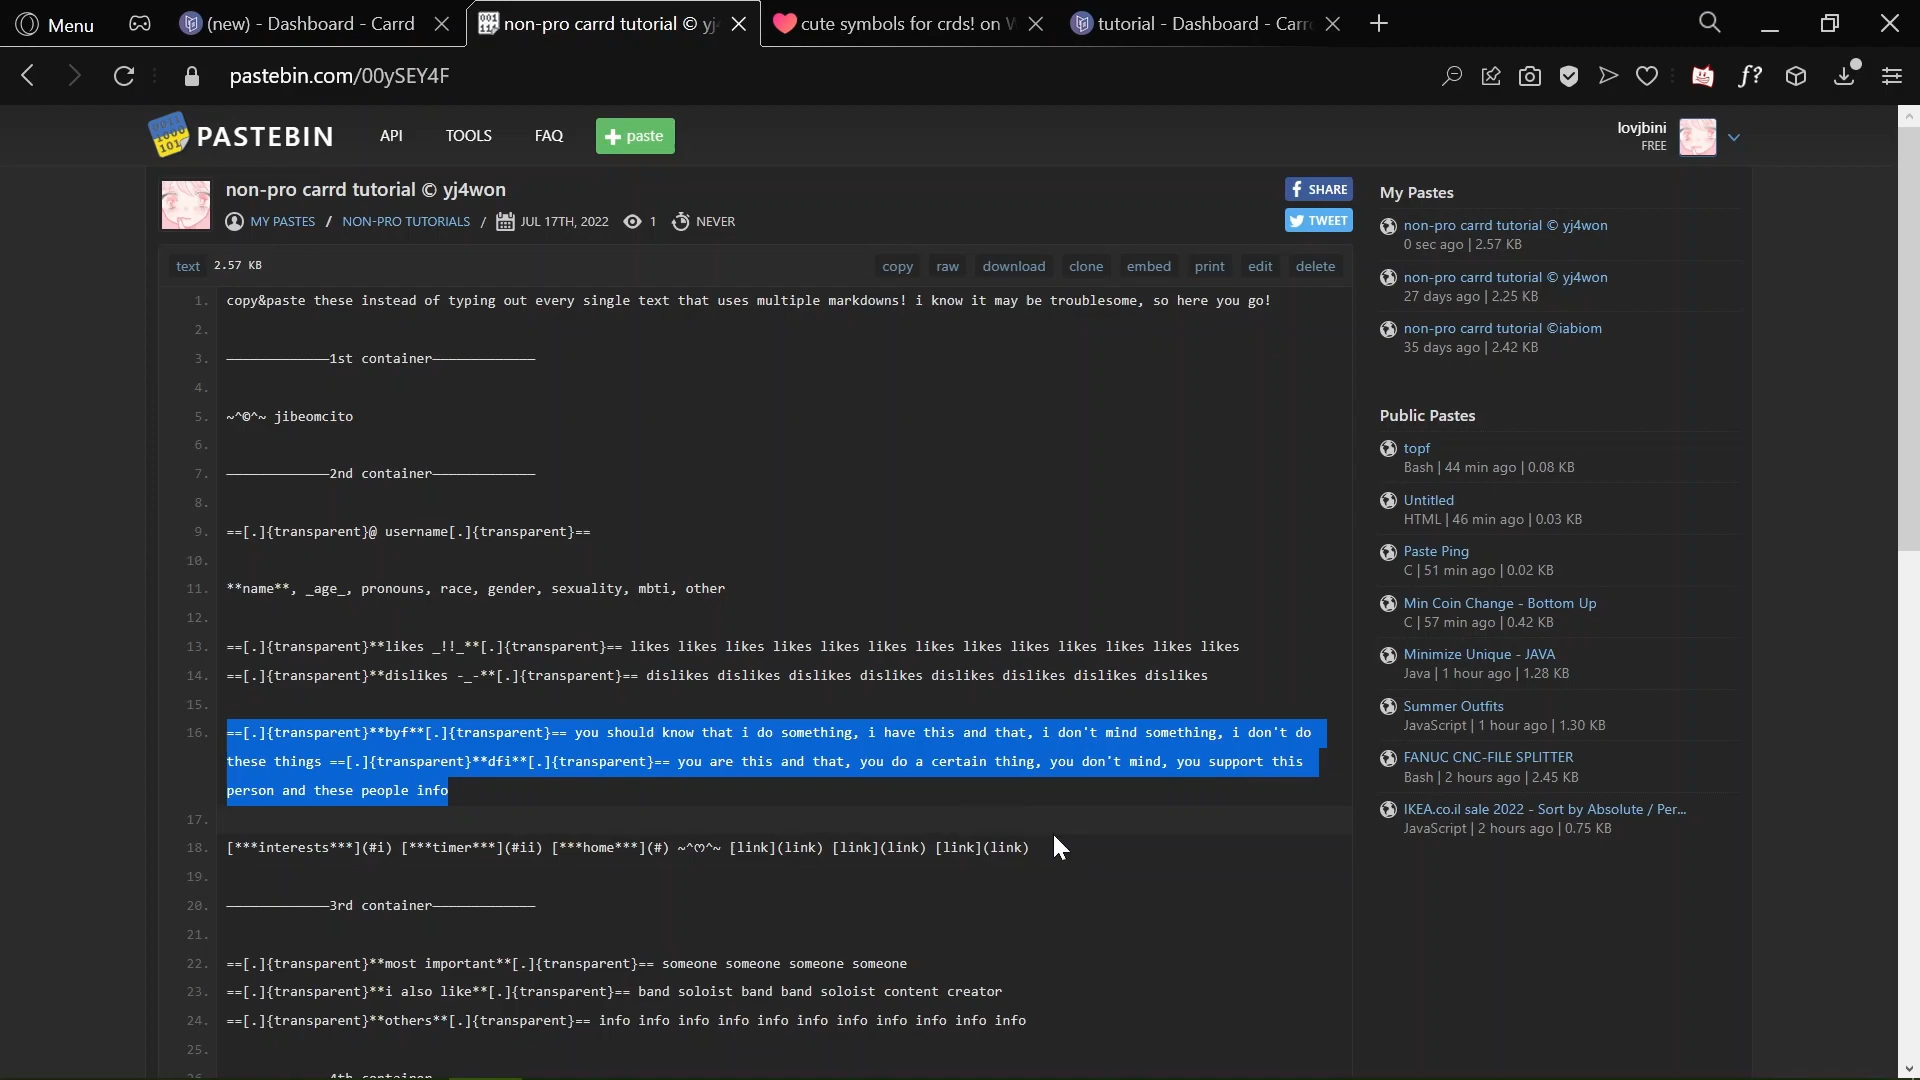 Menu
(new) - Dashboard - Carrd
non-pro carrd tutorial © yj
cute symbols for crds! on
tutorial - Dashboard - Carr
pastebin.com/00ySEY4F
PASTEBIN API TOOLS FAQ + paste
lovjbini
FREE
non-pro carrd tutorial © yj4won
MY PASTES / NON-PRO TUTORIALS / JUL 17TH, 2022 1 NEVER
SHARE
TWEET
text 2.57 KB copy raw download clone embed print edit delete
1. copy&paste these instead of typing out every single text that uses multiple markdowns! i know it may be troublesome, so here you go!
2.
3. —————————————1st container—————————————
4.
5. ~^©^~ jibeomcito
6.
7. —————————————2nd container—————————————
8.
9. ==[.]{transparent}@ username[.]{transparent}==
10.
11. **name**, _age_, pronouns, race, gender, sexuality, mbti, other
12.
13. ==[.]{transparent}**likes _!!_**[.]{transparent}== likes likes likes likes likes likes likes likes likes likes likes likes likes
14. ==[.]{transparent}**dislikes -_-**[.]{transparent}== dislikes dislikes dislikes dislikes dislikes dislikes dislikes dislikes
15.
16. ==[.]{transparent}**byf**[.]{transparent}== you should know that i do something, i have this and that, i don't mind something, i don't do
these things ==[.]{transparent}**dfi**[.]{transparent}== you are this and that, you do a certain thing, you don't mind, you support this
person and these people info
17.
18. [***interests***](#i) [***timer***](#ii) [***home***](#) ~^ო^~ [link](link) [link](link) [link](link)
19.
20. —————————————3rd container—————————————
21.
22. ==[.]{transparent}**most important**[.]{transparent}== someone someone someone someone
23. ==[.]{transparent}**i also like**[.]{transparent}== band soloist band band soloist content creator
24. ==[.]{transparent}**others**[.]{transparent}== info info info info info info info info info info info
25.
26. 4th container
My Pastes
non-pro carrd tutorial © yj4won
0 sec ago | 2.57 KB
non-pro carrd tutorial © yj4won
27 days ago | 2.25 KB
non-pro carrd tutorial ©iabiom
35 days ago | 2.42 KB
Public Pastes
topf
Bash | 44 min ago | 0.08 KB
Untitled
HTML | 46 min ago | 0.03 KB
Paste Ping
C | 51 min ago | 0.02 KB
Min Coin Change - Bottom Up
C | 57 min ago | 0.42 KB
Minimize Unique - JAVA
Java | 1 hour ago | 1.28 KB
Summer Outfits
JavaScript | 1 hour ago | 1.30 KB
FANUC CNC-FILE SPLITTER
Bash | 2 hours ago | 2.45 KB
IKEA.co.il sale 2022 - Sort by Absolute / Per...
JavaScript | 2 hours ago | 0.75 KB